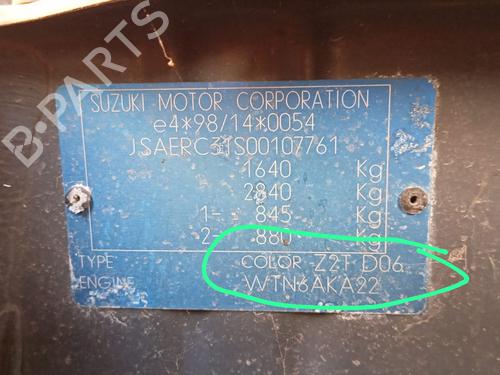 B-PARTS
SUZUKI MOTOR CORPORATION
e4*98/14*0054
JSAERC31S00107761
1640 Kg
2840 Kg
1- 845 Kg
2- 880 Kg
TYPE COLOR Z2T D06
ENGINE WTN6AKA22